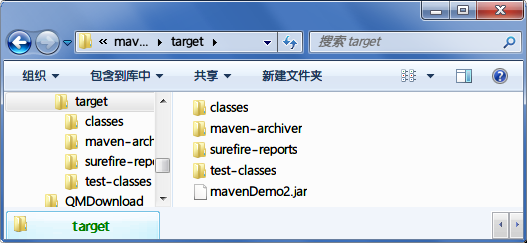 « mav... ▸ target ▸
搜索 target
组织 包含到库中 共享 新建文件夹
target
classes
maven-archiver
surefire-repo
test-classes
QMDownload
classes
maven-archiver
surefire-reports
test-classes
mavenDemo2.jar
target